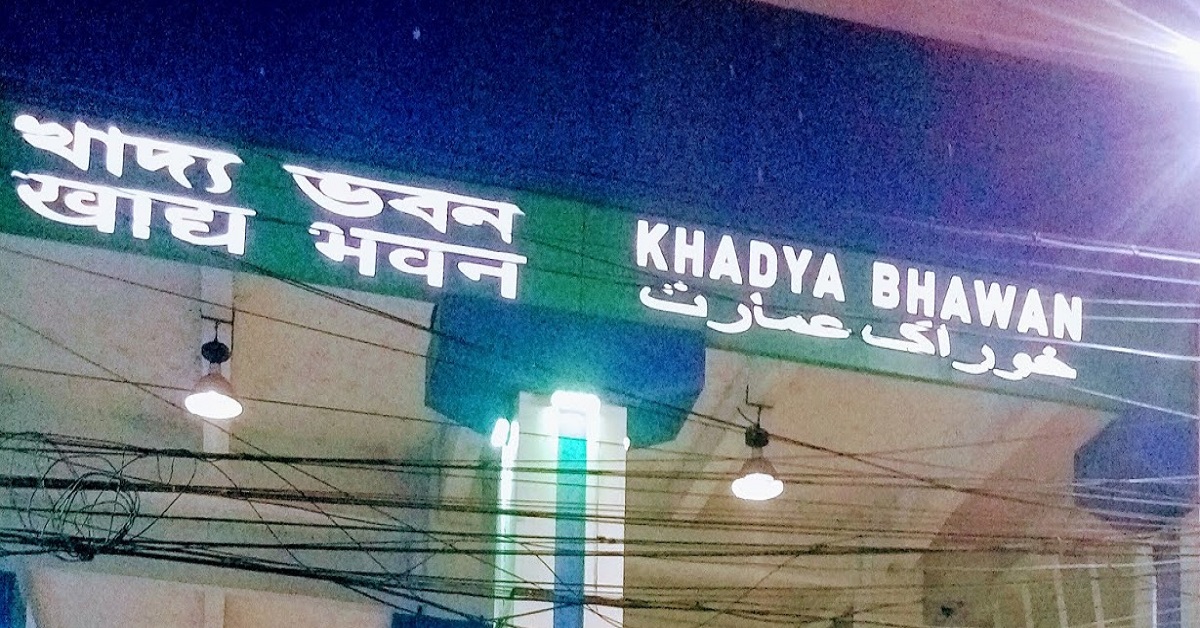 খাদ্য ভবন
खाद्य भवन
KHADYA BHAWAN
خوراک عمارت